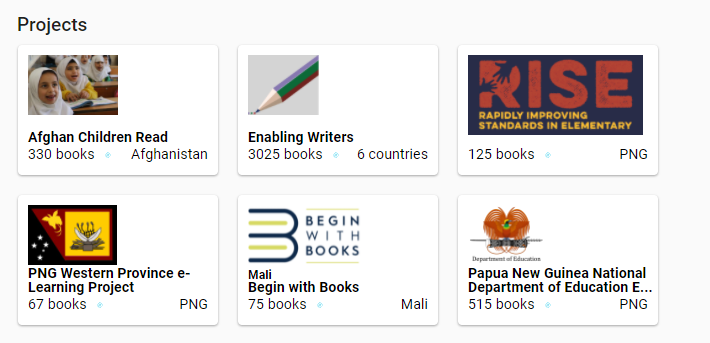 Projects
Afghan Children Read
330 books Afghanistan
Enabling Writers
3025 books 6 countries
RISE
RAPIDLY IMPROVING
STANDARDS IN ELEMENTARY
125 books PNG
PNG Western Province e-
Learning Project
67 books PNG
BEGIN
WITH
BOOKS
Mali
Begin with Books
75 books Mali
Department of Education
Papua New Guinea National
Department of Education E...
515 books PNG